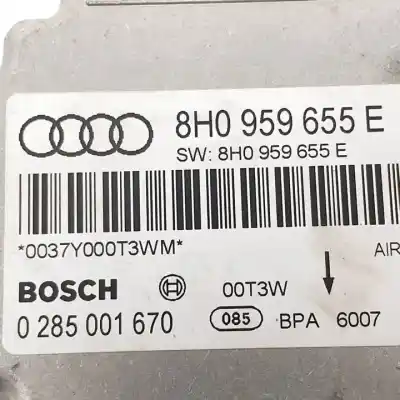 8H0 959 655 E
SW: 8H0 959 655 E
*0037Y000T3WM*
AIR
BOSCH 00T3W
0 285 001 670 085 BPA 6007